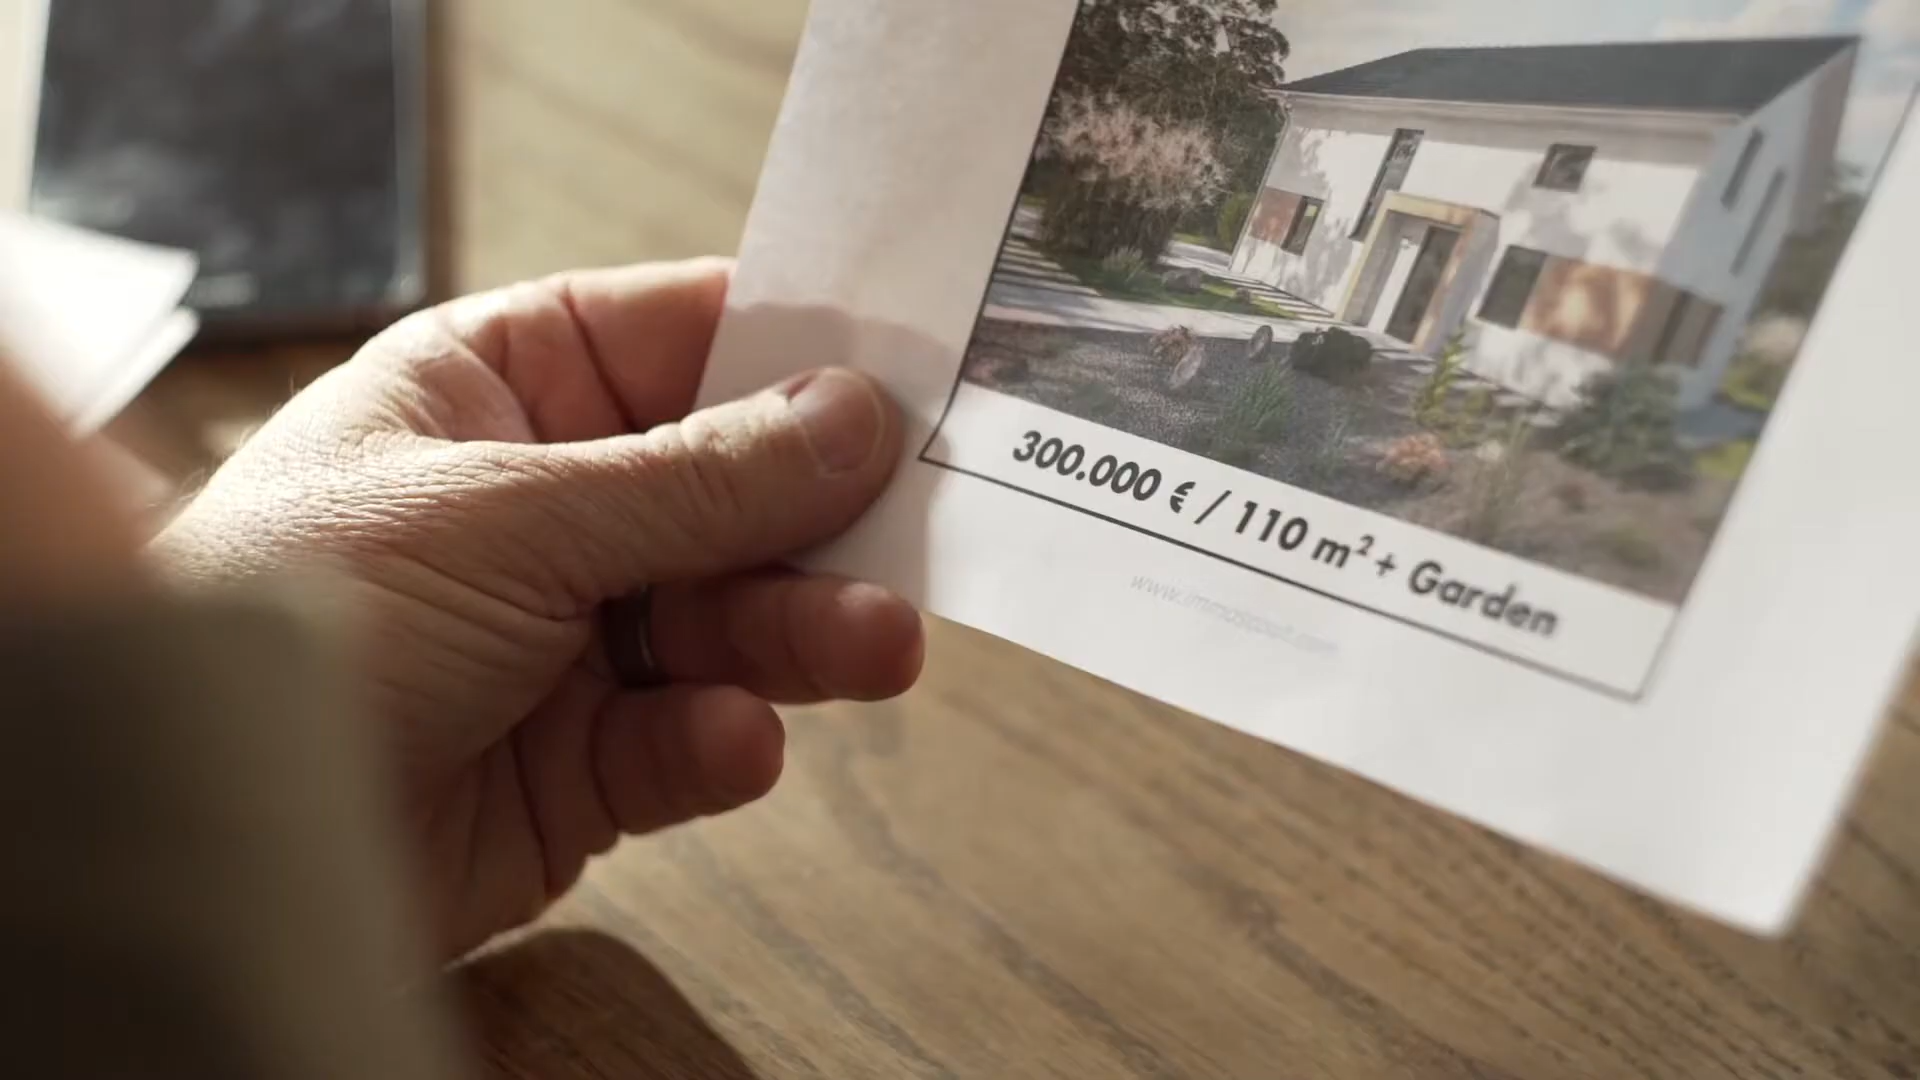 300.000 € / 110 m² + Garden